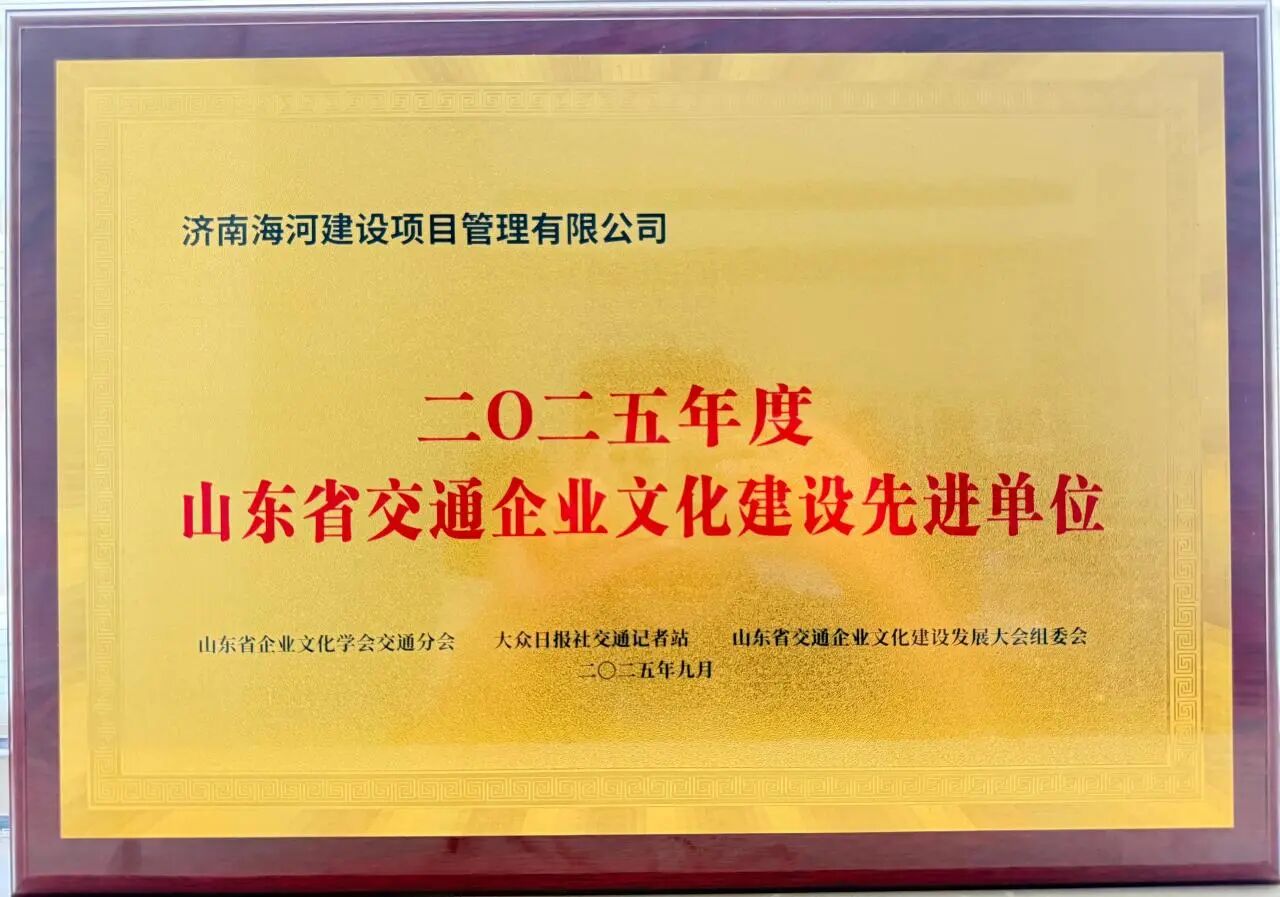 济南海河建设项目管理有限公司
二O二五年度
山东省交通企业文化建设先进单位
山东省企业文化学会交通分会 大众日报社交通记者站 山东省交通企业文化建设发展大会组委会
二〇二五年九月